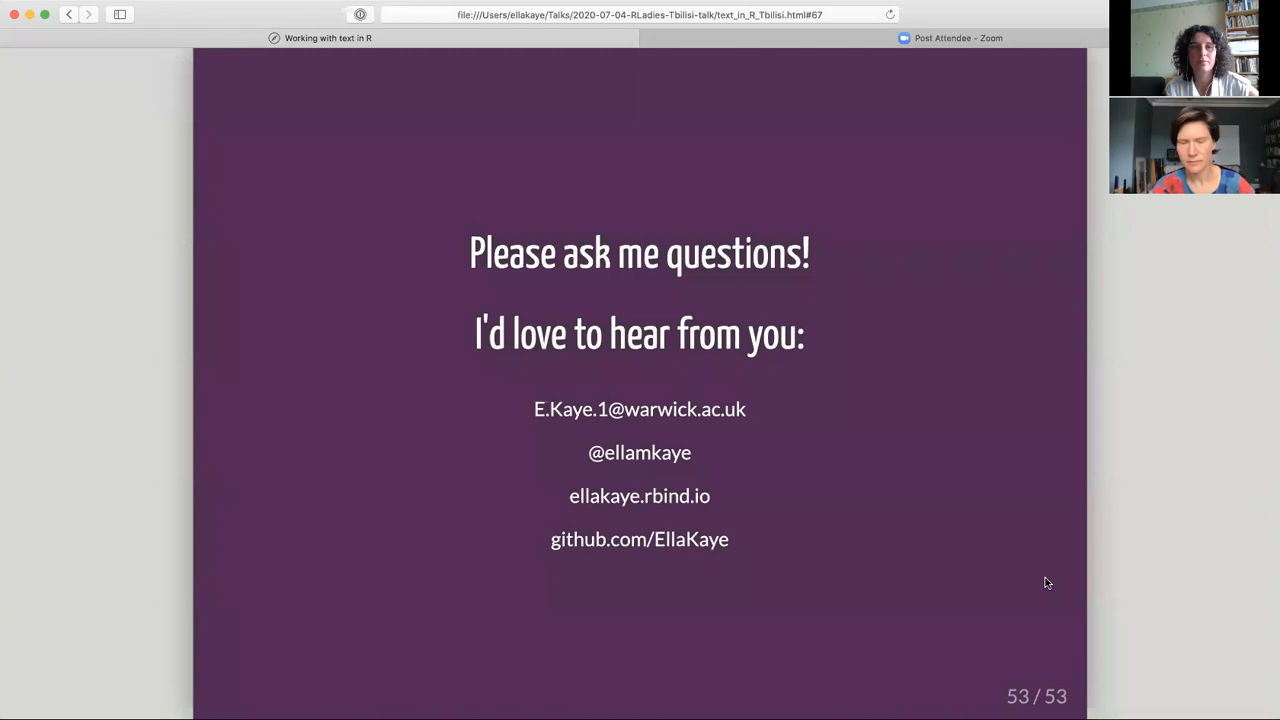 file:///Users/ellakaye/Talks/2020-07-04-RLadies-Tbilisi-talk/text_in_R_Tbilisi.html#67
Working with text in R
Post Attendee - Zoom
Please ask me questions!
I'd love to hear from you:
E.Kaye.1@warwick.ac.uk
@ellamkaye
ellakaye.rbind.io
github.com/EllaKaye
53 / 53